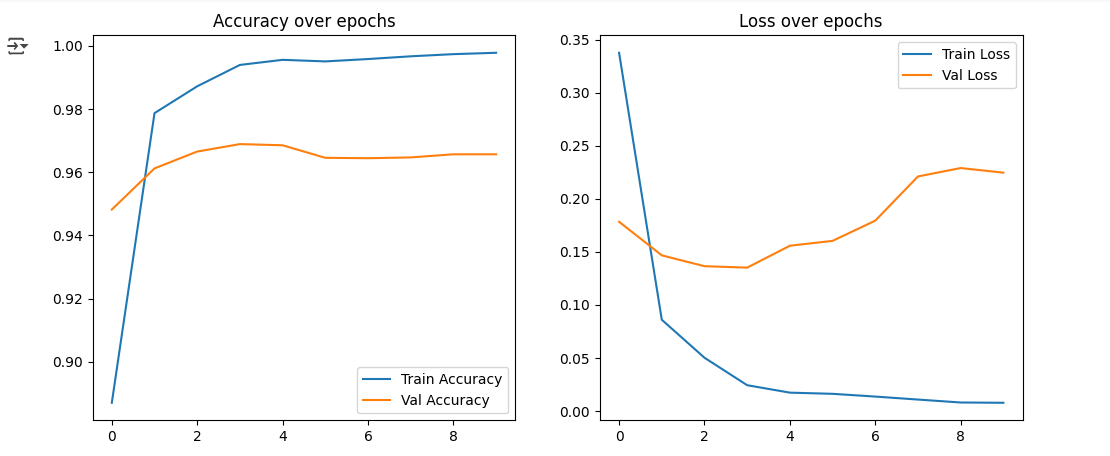 Accuracy over epochs
1.00
0.98
0.96
0.94
0.92
0.90
Train Accuracy
Val Accuracy
0 2 4 6 8
Loss over epochs
0.35
0.30
0.25
0.20
0.15
0.10
0.05
0.00
Train Loss
Val Loss
0 2 4 6 8